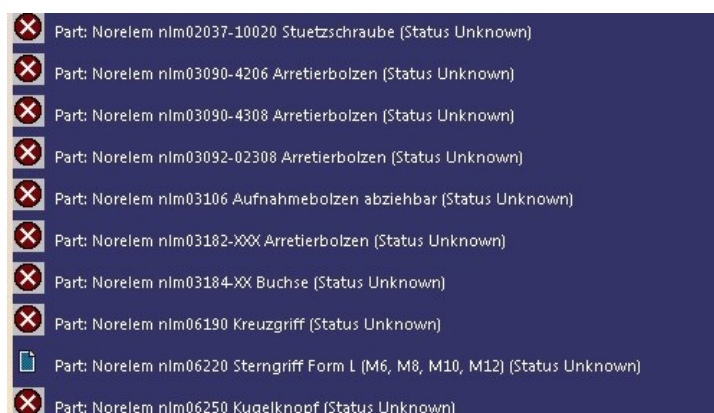 Part: Norelem nlm02037-10020 Stuetzschraube (Status Unknown)
Part: Norelem nlm03090-4206 Arretierbolzen (Status Unknown)
Part: Norelem nlm03090-4308 Arretierbolzen (Status Unknown)
Part: Norelem nlm03092-02308 Arretierbolzen (Status Unknown)
Part: Norelem nlm03106 Aufnahmebolzen abziehbar (Status Unknown)
Part: Norelem nlm03182-XXX Arretierbolzen (Status Unknown)
Part: Norelem nlm03184-XX Buchse (Status Unknown)
Part: Norelem nlm06190 Kreuzgriff (Status Unknown)
Part: Norelem nlm06220 Sterngriff Form L (M6, M8, M10, M12) (Status Unknown)
Part: Norelem nlm06250 Kugelknopf (Status Unknown)